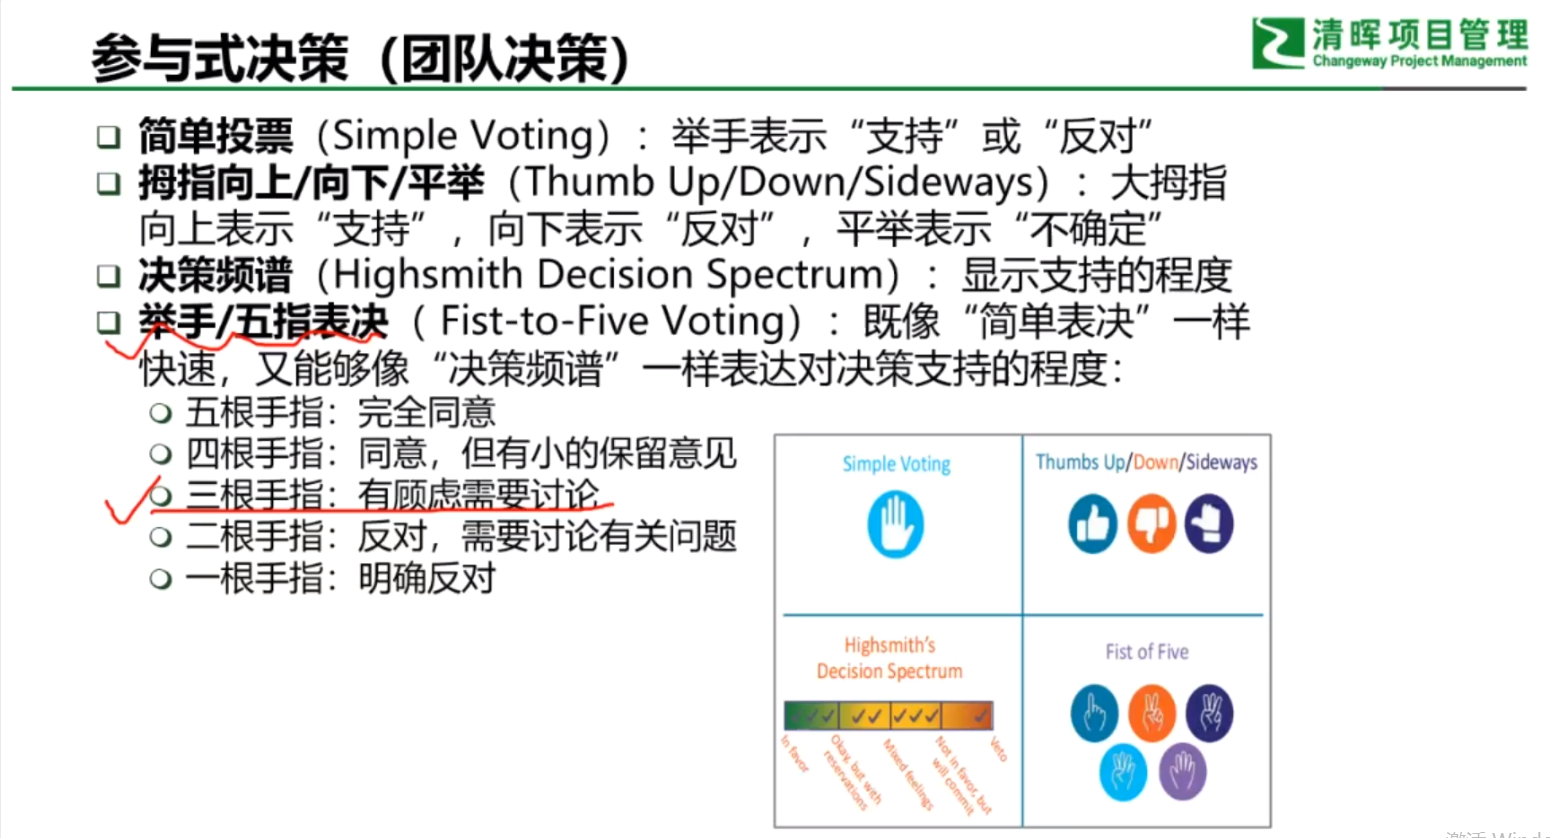 参与式决策（团队决策）
清晖项目管理
Changeway Project Management
简单投票（Simple Voting）：举手表示“支持”或“反对”
拇指向上/向下/平举（Thumb Up/Down/Sideways）：大拇指
向上表示“支持”，向下表示“反对”，平举表示“不确定”
决策频谱（Highsmith Decision Spectrum）：显示支持的程度
举手/五指表决（ Fist-to-Five Voting）：既像“简单表决”一样
快速，又能够像“决策频谱”一样表达对决策支持的程度：
五根手指：完全同意
四根手指：同意，但有小的保留意见
三根手指：有顾虑需要讨论
二根手指：反对，需要讨论有关问题
一根手指：明确反对
Simple Voting
Thumbs Up/Down/Sideways
Highsmith’s
Decision Spectrum
In favor
Okay, but with
reservations
Mixed feelings
Not in favor, but
will commit
Veto
Fist of Five